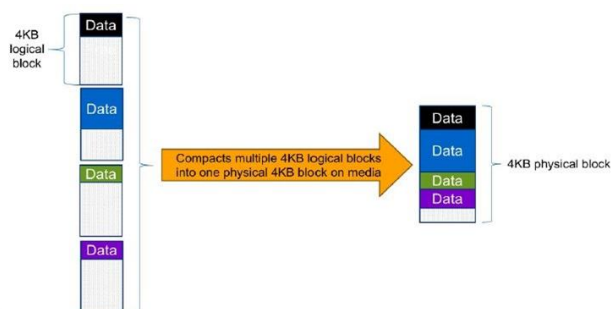 4KB
logical
block
Data
Data
Data
Data
Compacts multiple 4KB logical blocks
into one physical 4KB block on media
Data
Data
Data
Data
4KB physical block